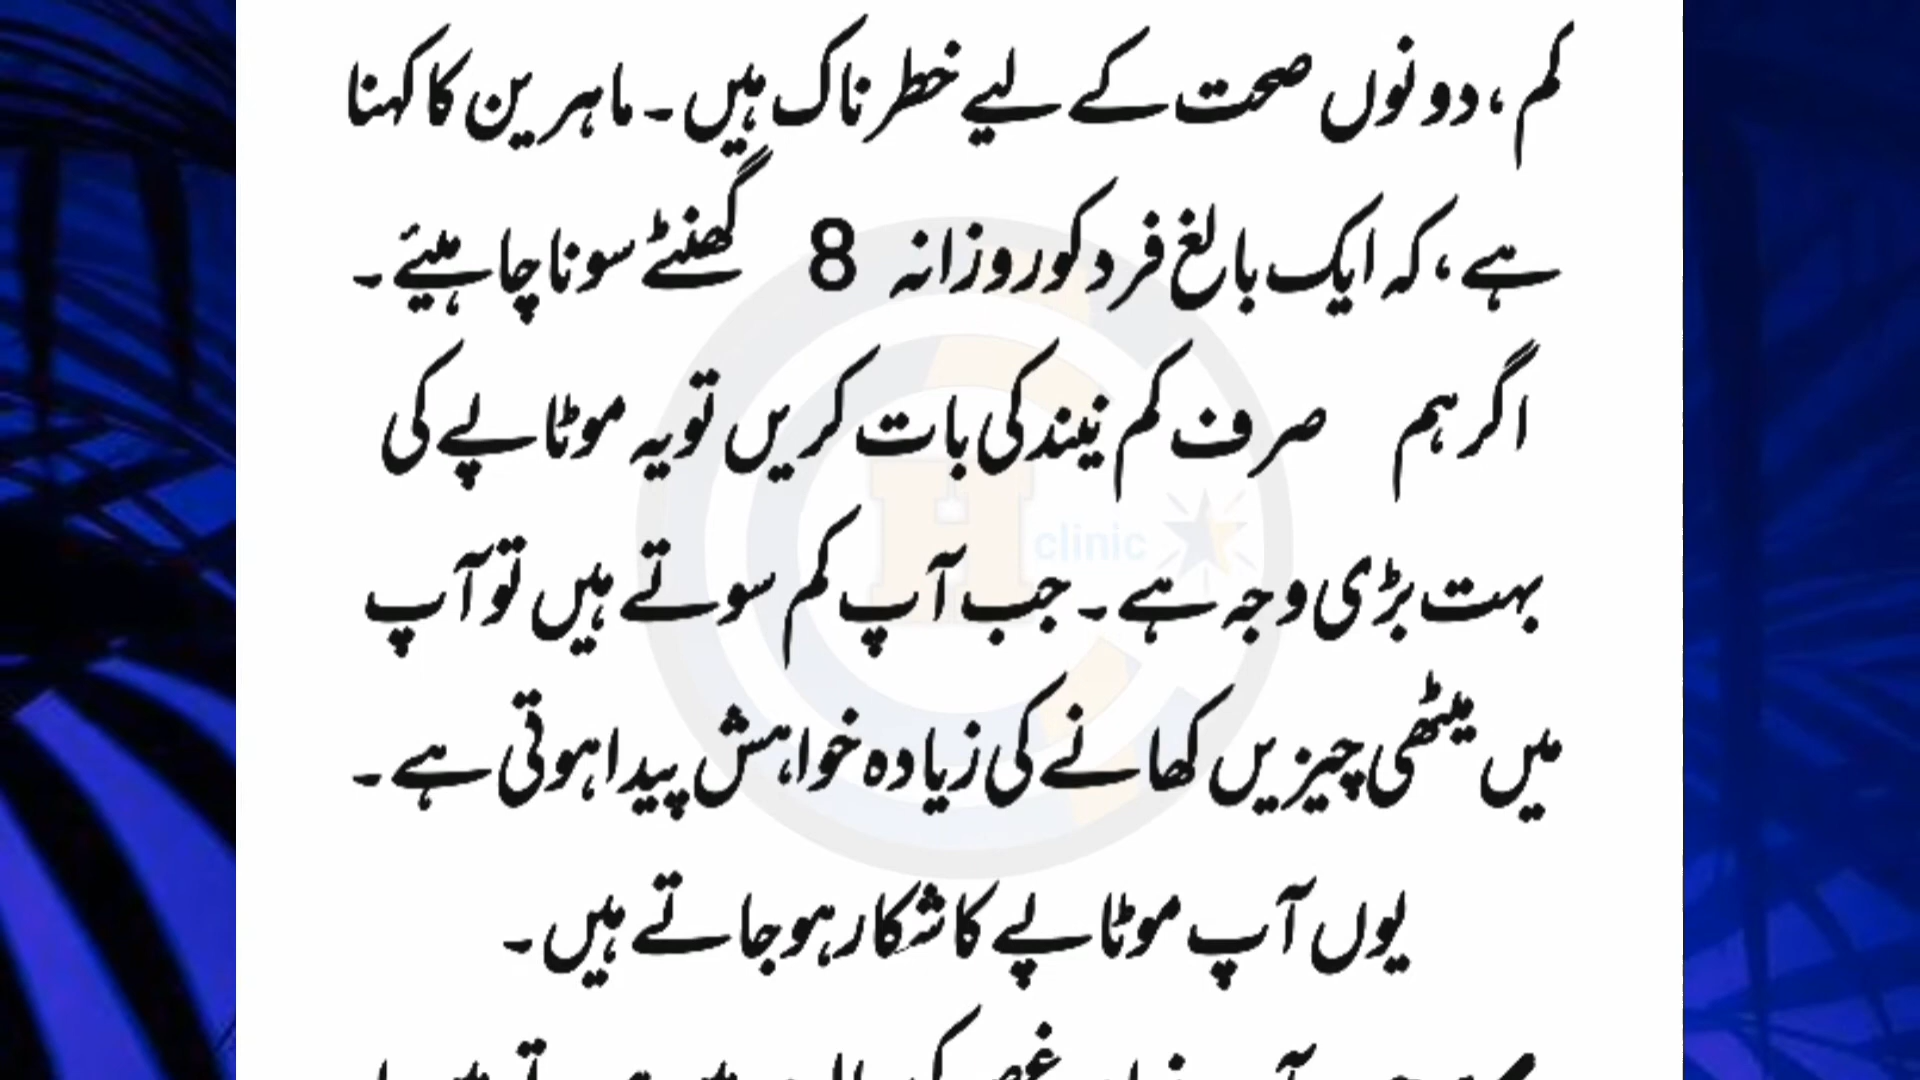 کم، دونوں صحت کے لیے خطرناک ہیں۔ ماہرین کا کہنا
ہے، کہ ایک بالغ فرد کو روزانہ 8 گھنٹے سونا چاہیئے۔
اگر ہم صرف کم نیند کی بات کریں تو یہ موٹاپے کی
بہت بڑی وجہ ہے۔ جب آپ کم سوتے ہیں تو آپ
میں میٹھی چیزیں کھانے کی زیادہ خواہش پیدا ہوتی ہے۔
یوں آپ موٹاپے کا شکار ہو جاتے ہیں۔
H clinic